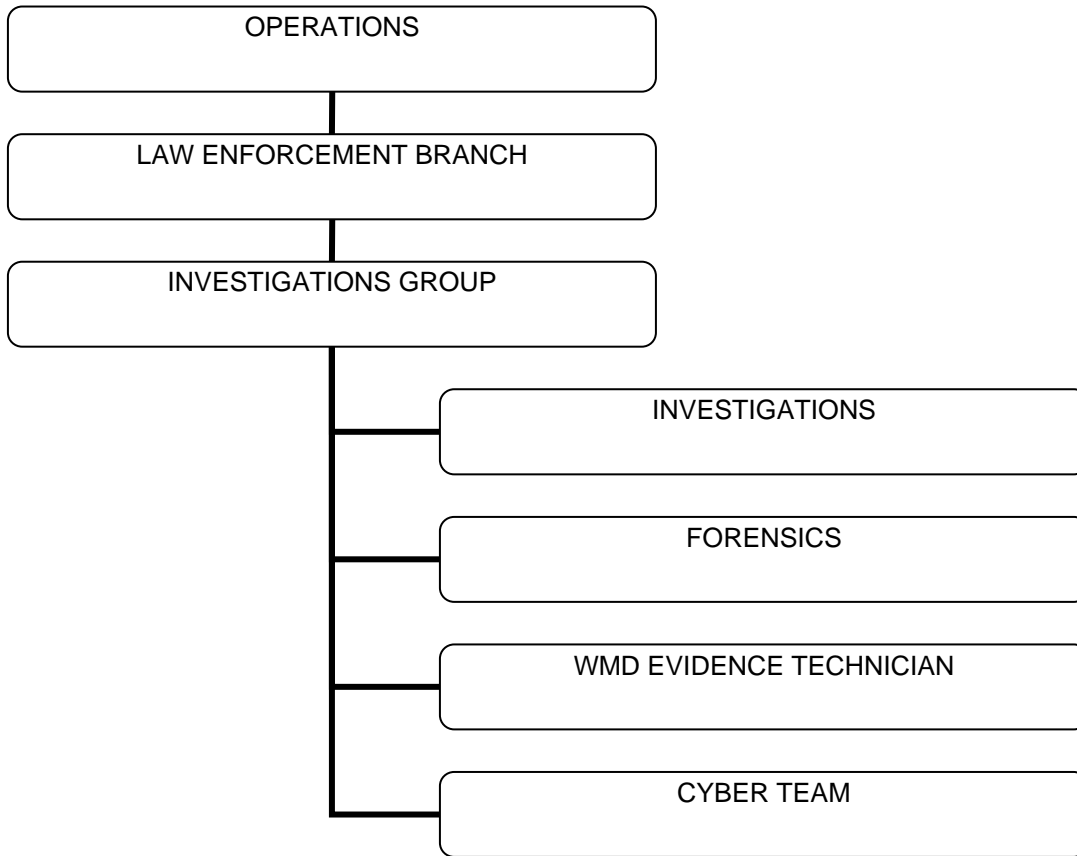 OPERATIONS
LAW ENFORCEMENT BRANCH
INVESTIGATIONS GROUP
INVESTIGATIONS
FORENSICS
WMD EVIDENCE TECHNICIAN
CYBER TEAM